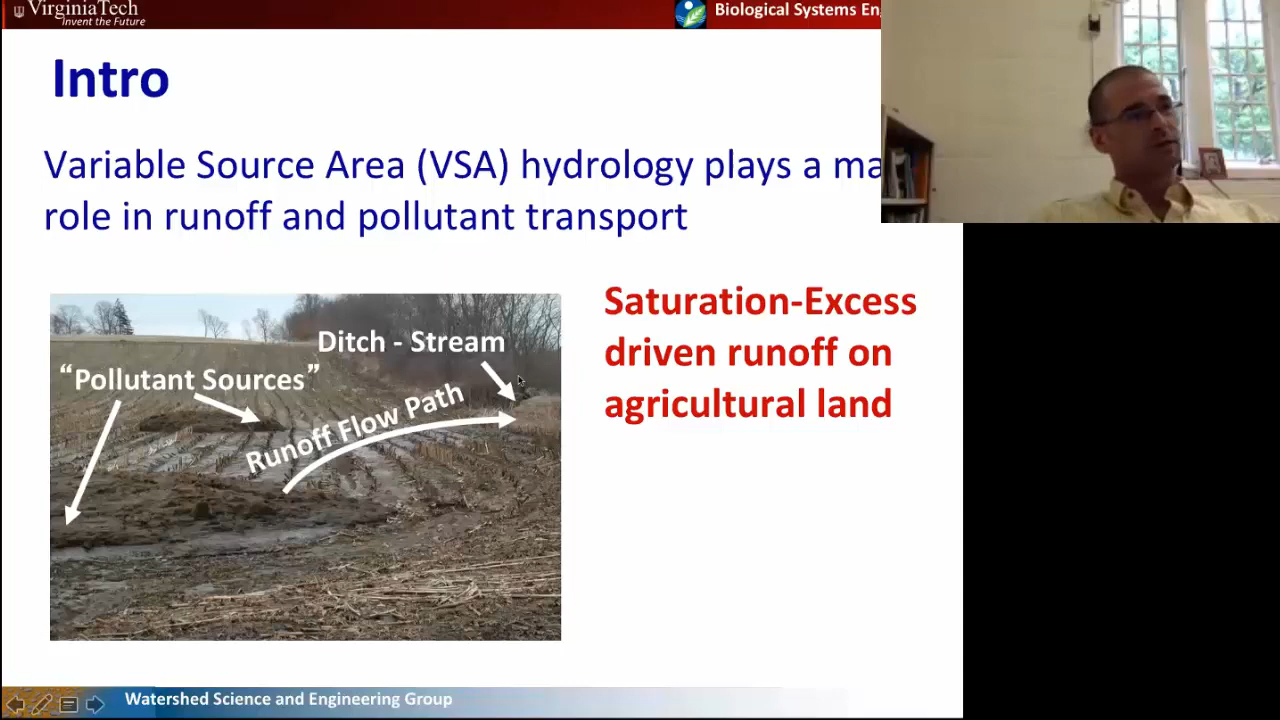 VirginiaTech
Invent the Future
Biological Systems En
Intro
Variable Source Area (VSA) hydrology plays a ma
role in runoff and pollutant transport
Saturation-Excess
driven runoff on
agricultural land
Ditch - Stream
“Pollutant Sources”
Runoff Flow Path
Watershed Science and Engineering Group